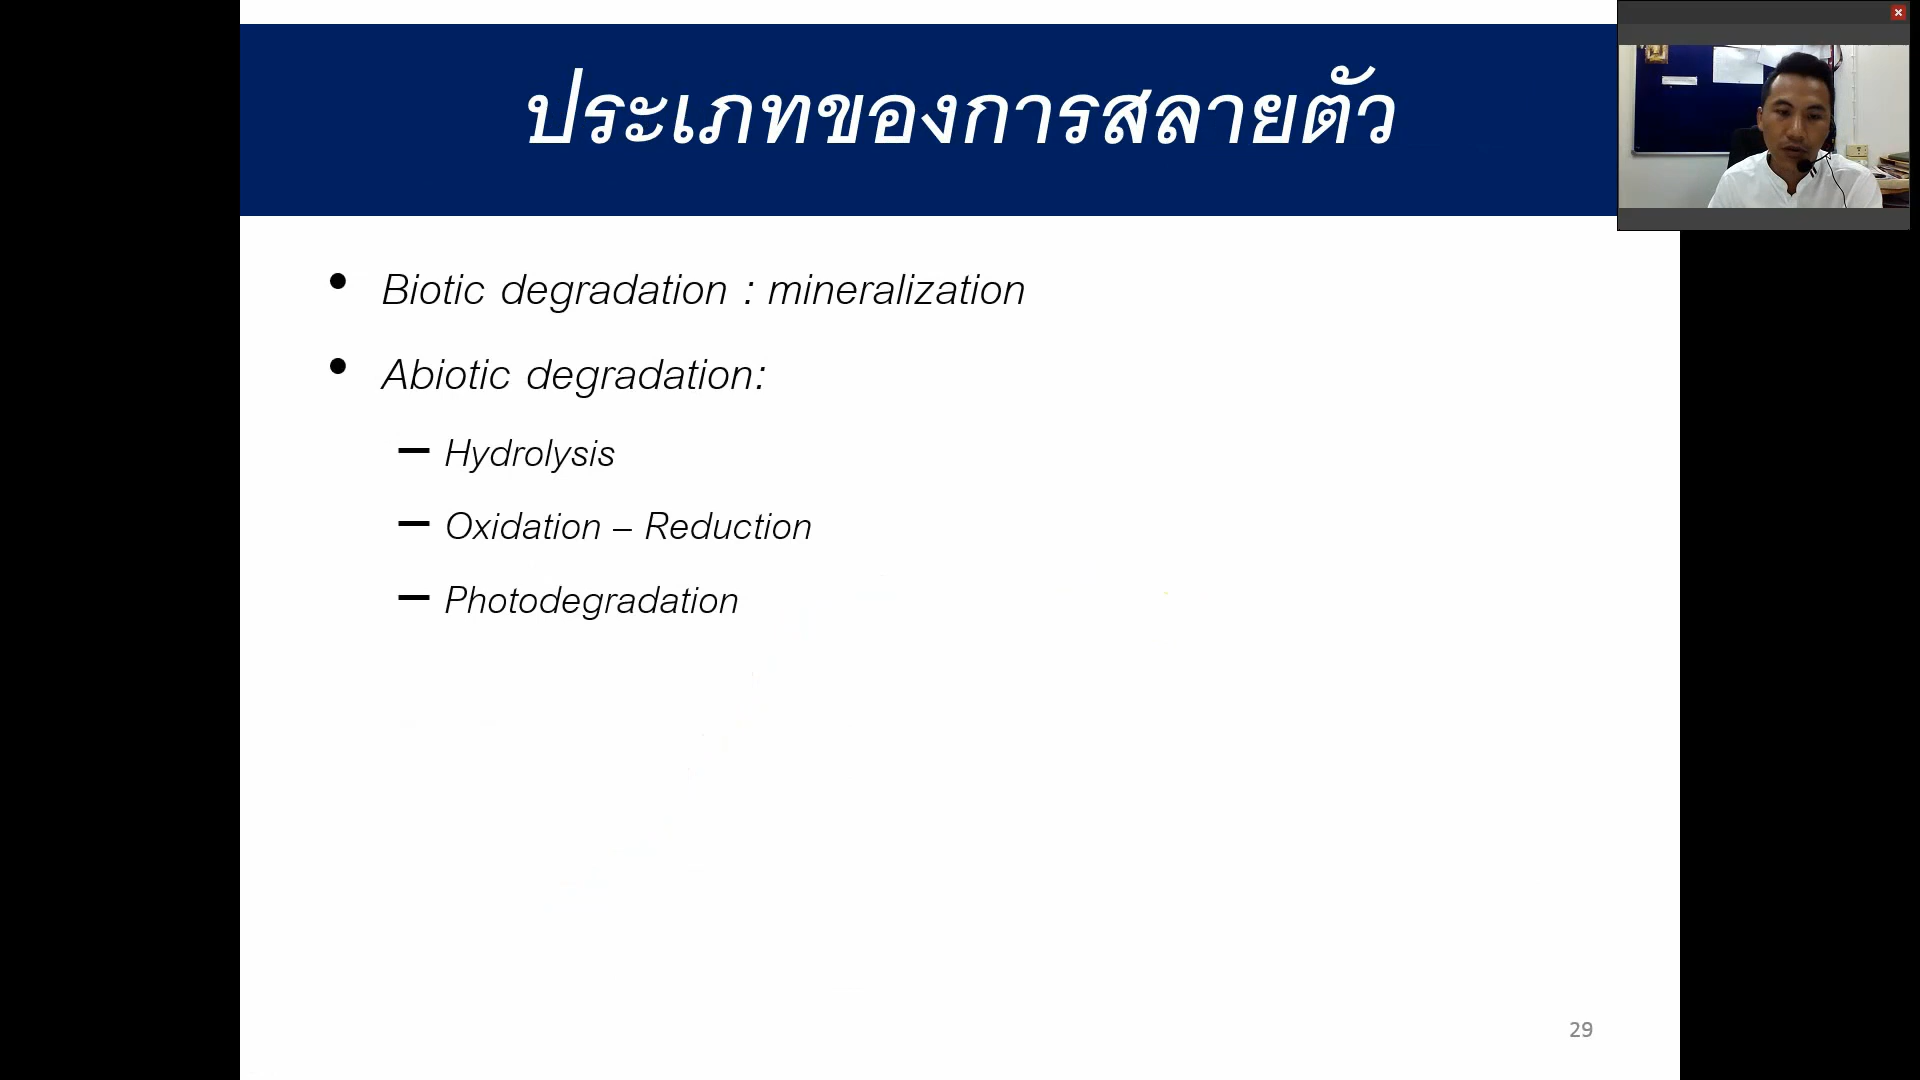 ประเภทของการสลายตัว
• Biotic degradation : mineralization
• Abiotic degradation:
– Hydrolysis
– Oxidation – Reduction
– Photodegradation
29